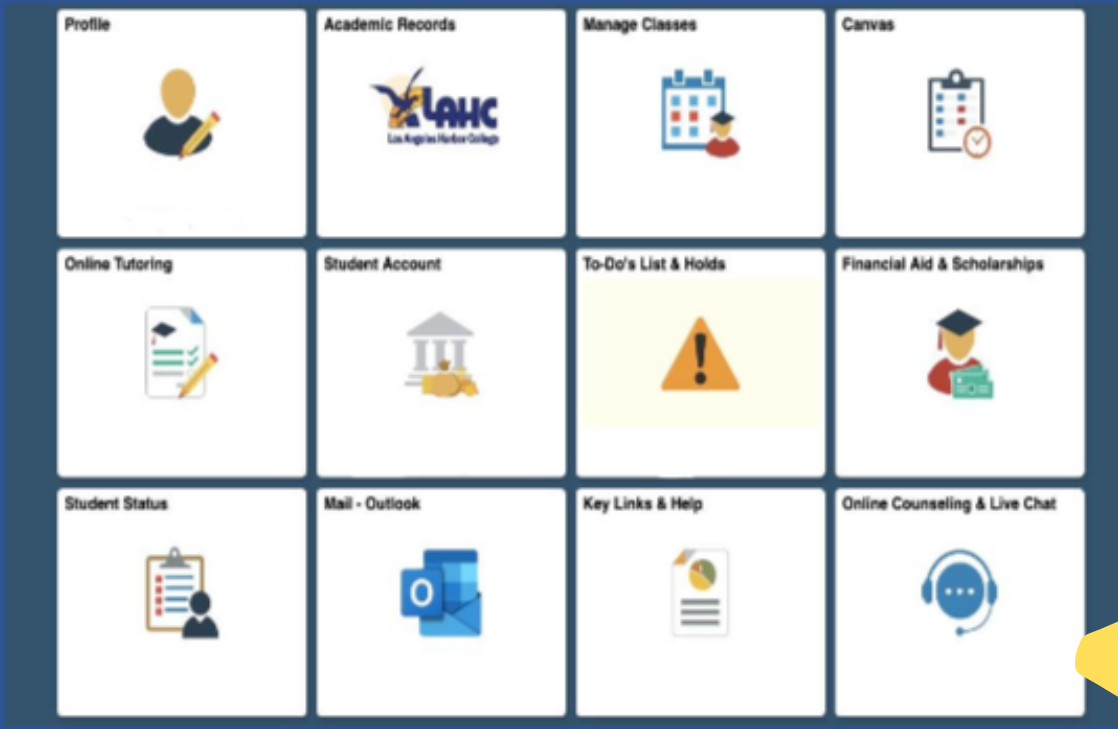 Profile
Academic Records
Manage Classes
Canvas
LAHC
Los Angeles Harbor College
Online Tutoring
Student Account
To-Do's List & Holds
Financial Aid & Scholarships
Student Status
Mail - Outlook
Key Links & Help
Online Counseling & Live Chat
O